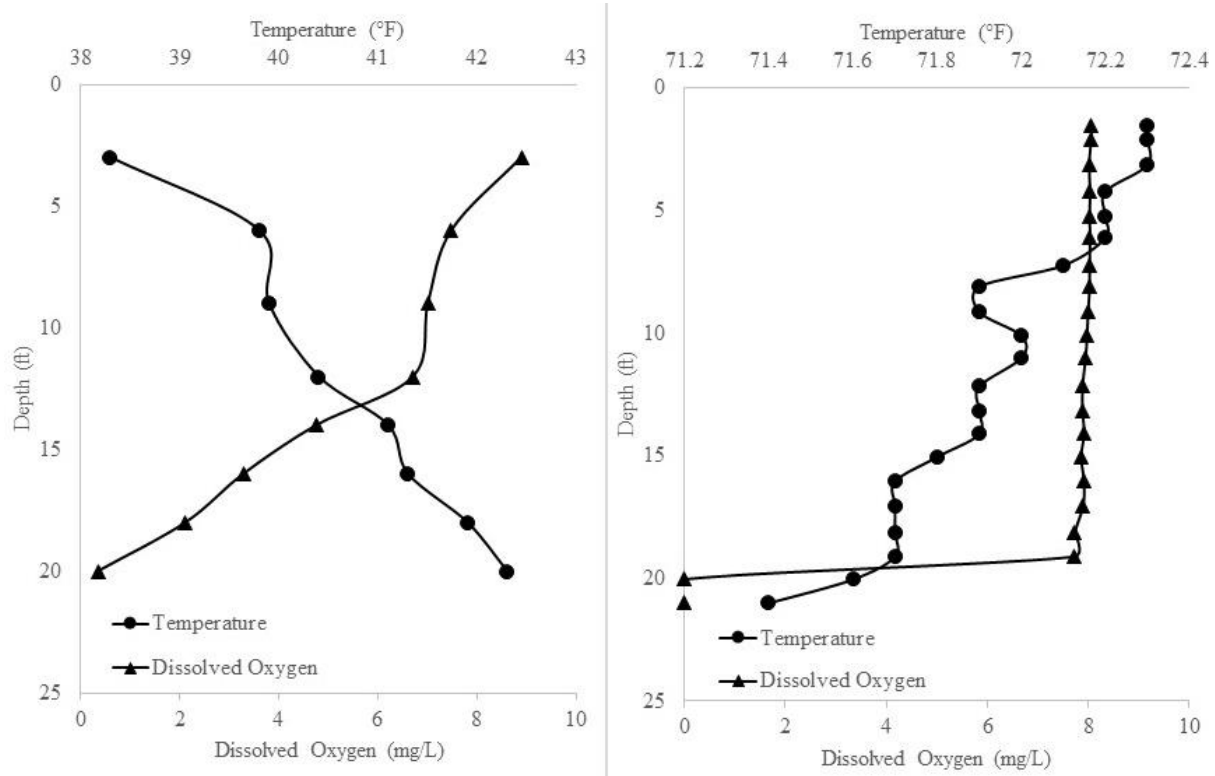 Temperature (°F)
38 39 40 41 42 43
0
5
10
15
20
25
Depth (ft)
Temperature
Dissolved Oxygen
0 2 4 6 8 10
Dissolved Oxygen (mg/L)
Temperature (°F)
71.2 71.4 71.6 71.8 72 72.2 72.4
0
5
10
15
20
25
Depth (ft)
Temperature
Dissolved Oxygen
0 2 4 6 8 10
Dissolved Oxygen (mg/L)